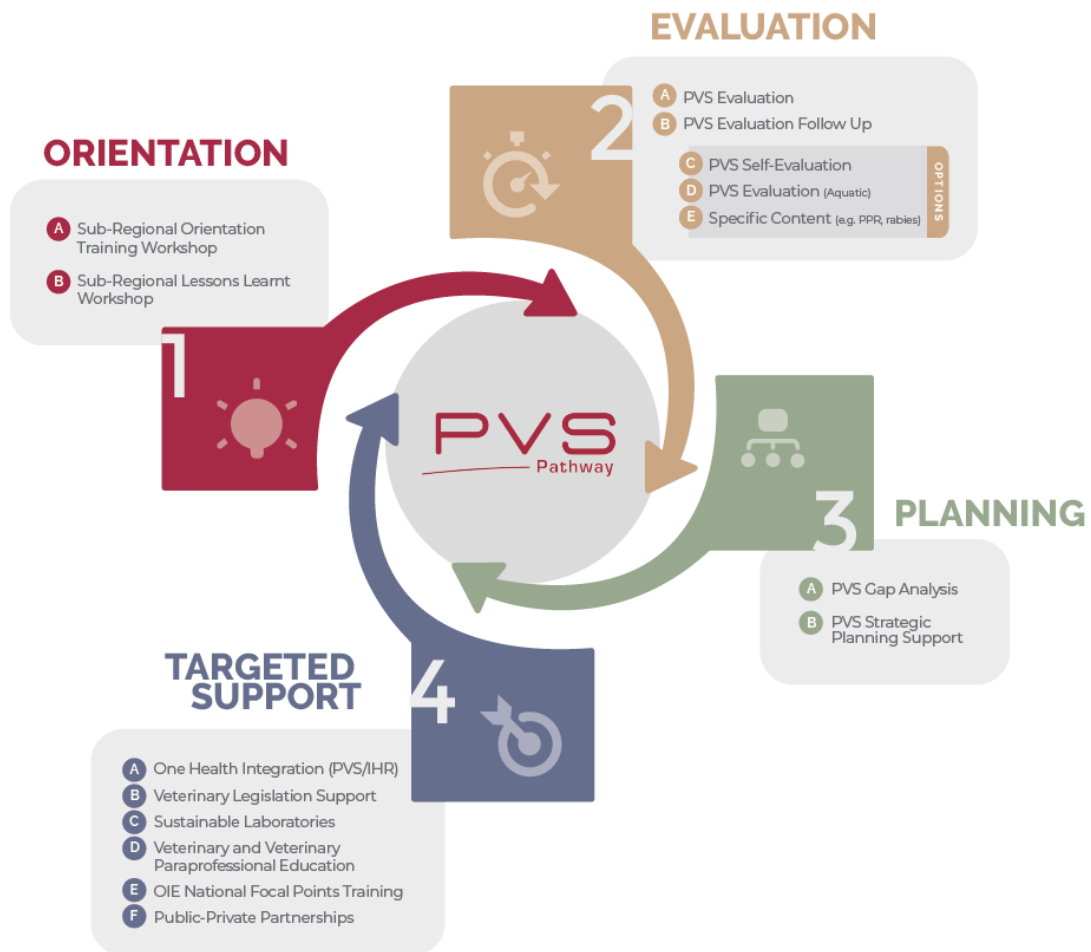 ORIENTATION
1
A Sub-Regional Orientation
Training Workshop
B Sub-Regional Lessons Learnt
Workshop
EVALUATION
2
A PVS Evaluation
B PVS Evaluation Follow Up
C PVS Self-Evaluation
D PVS Evaluation (Aquatic)
E Specific Content (e.g. PPR, rabies)
OPTIONS
PVS
Pathway
PLANNING
3
A PVS Gap Analysis
B PVS Strategic
Planning Support
TARGETED
SUPPORT
4
A One Health Integration (PVS/IHR)
B Veterinary Legislation Support
C Sustainable Laboratories
D Veterinary and Veterinary
Paraprofessional Education
E OIE National Focal Points Training
F Public-Private Partnerships